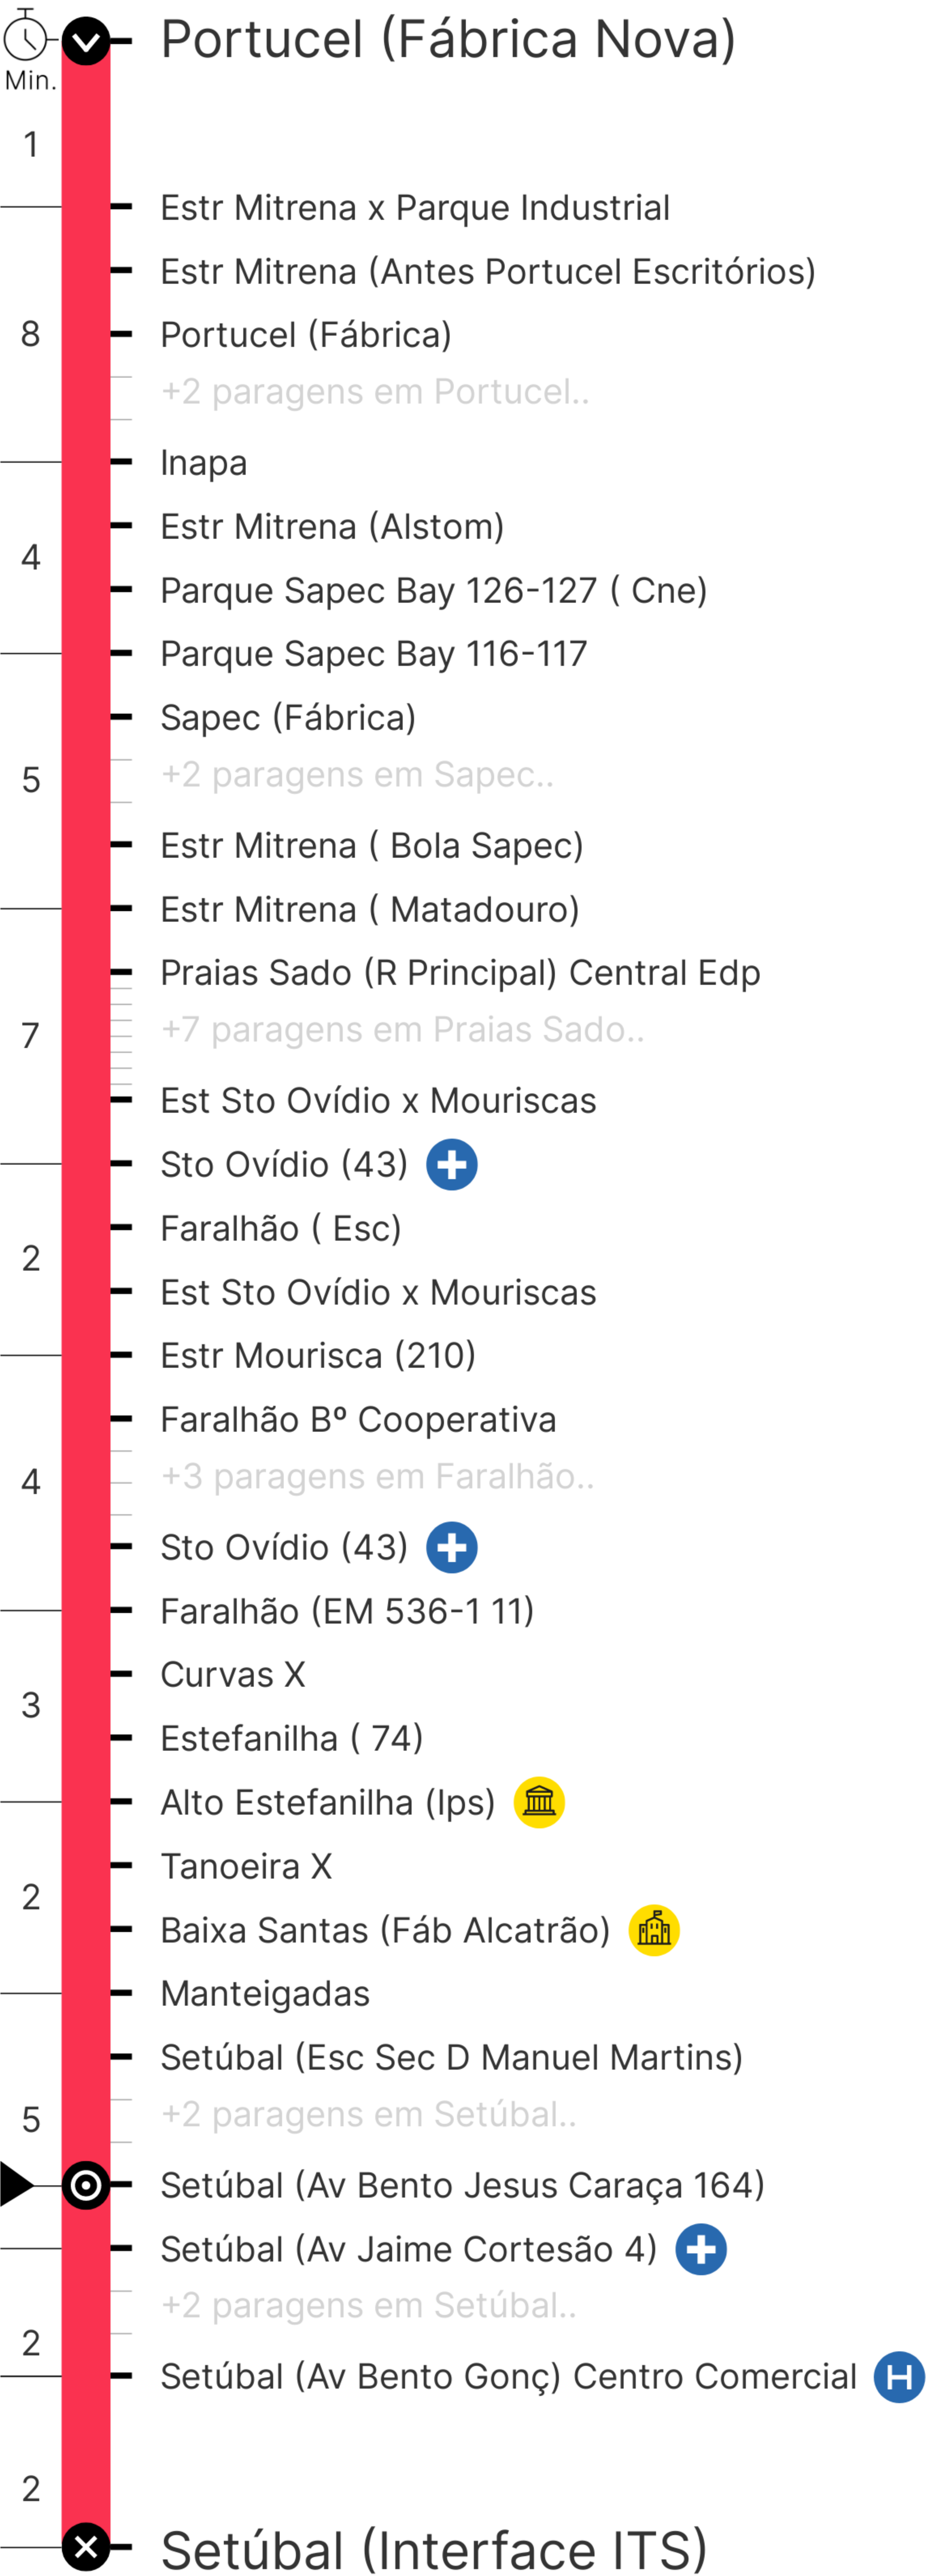 Portucel (Fábrica Nova)
Min.
1
Estr Mitrena x Parque Industrial
Estr Mitrena (Antes Portucel Escritórios)
8
Portucel (Fábrica)
+2 paragens em Portucel..
Inapa
Estr Mitrena (Alstom)
4
Parque Sapec Bay 126-127 ( Cne)
Parque Sapec Bay 116-117
Sapec (Fábrica)
+2 paragens em Sapec..
5
Estr Mitrena ( Bola Sapec)
Estr Mitrena ( Matadouro)
Praias Sado (R Principal) Central Edp
+7 paragens em Praias Sado..
7
Est Sto Ovídio x Mouriscas
Sto Ovídio (43)
Faralhão ( Esc)
2
Est Sto Ovídio x Mouriscas
Estr Mourisca (210)
Faralhão Bº Cooperativa
+3 paragens em Faralhão..
4
Sto Ovídio (43)
Faralhão (EM 536-1 11)
Curvas X
3
Estefanilha ( 74)
Alto Estefanilha (Ips)
Tanoeira X
2
Baixa Santas (Fáb Alcatrão)
Manteigadas
Setúbal (Esc Sec D Manuel Martins)
+2 paragens em Setúbal..
5
Setúbal (Av Bento Jesus Caraça 164)
Setúbal (Av Jaime Cortesão 4)
+2 paragens em Setúbal..
2
Setúbal (Av Bento Gonç) Centro Comercial H
2
Setúbal (Interface ITS)